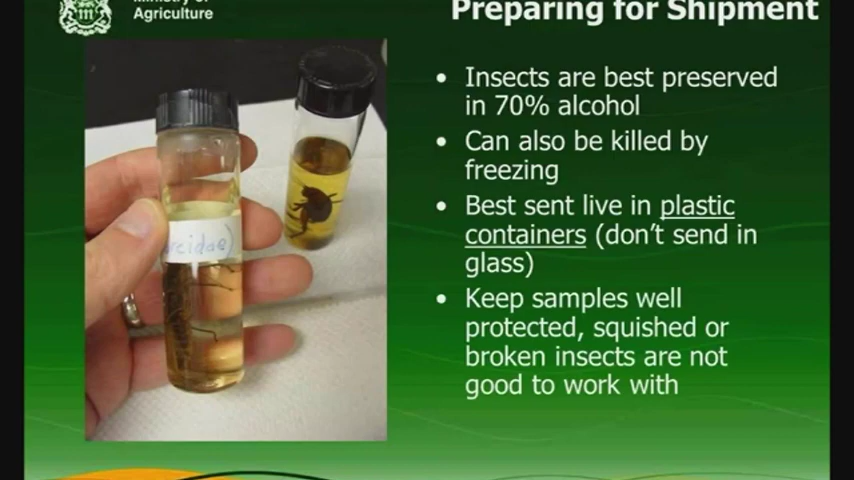 Ministry of
Agriculture
Preparing for Shipment
• Insects are best preserved
in 70% alcohol
• Can also be killed by
freezing
• Best sent live in plastic
containers (don't send in
glass)
• Keep samples well
protected, squished or
broken insects are not
good to work with